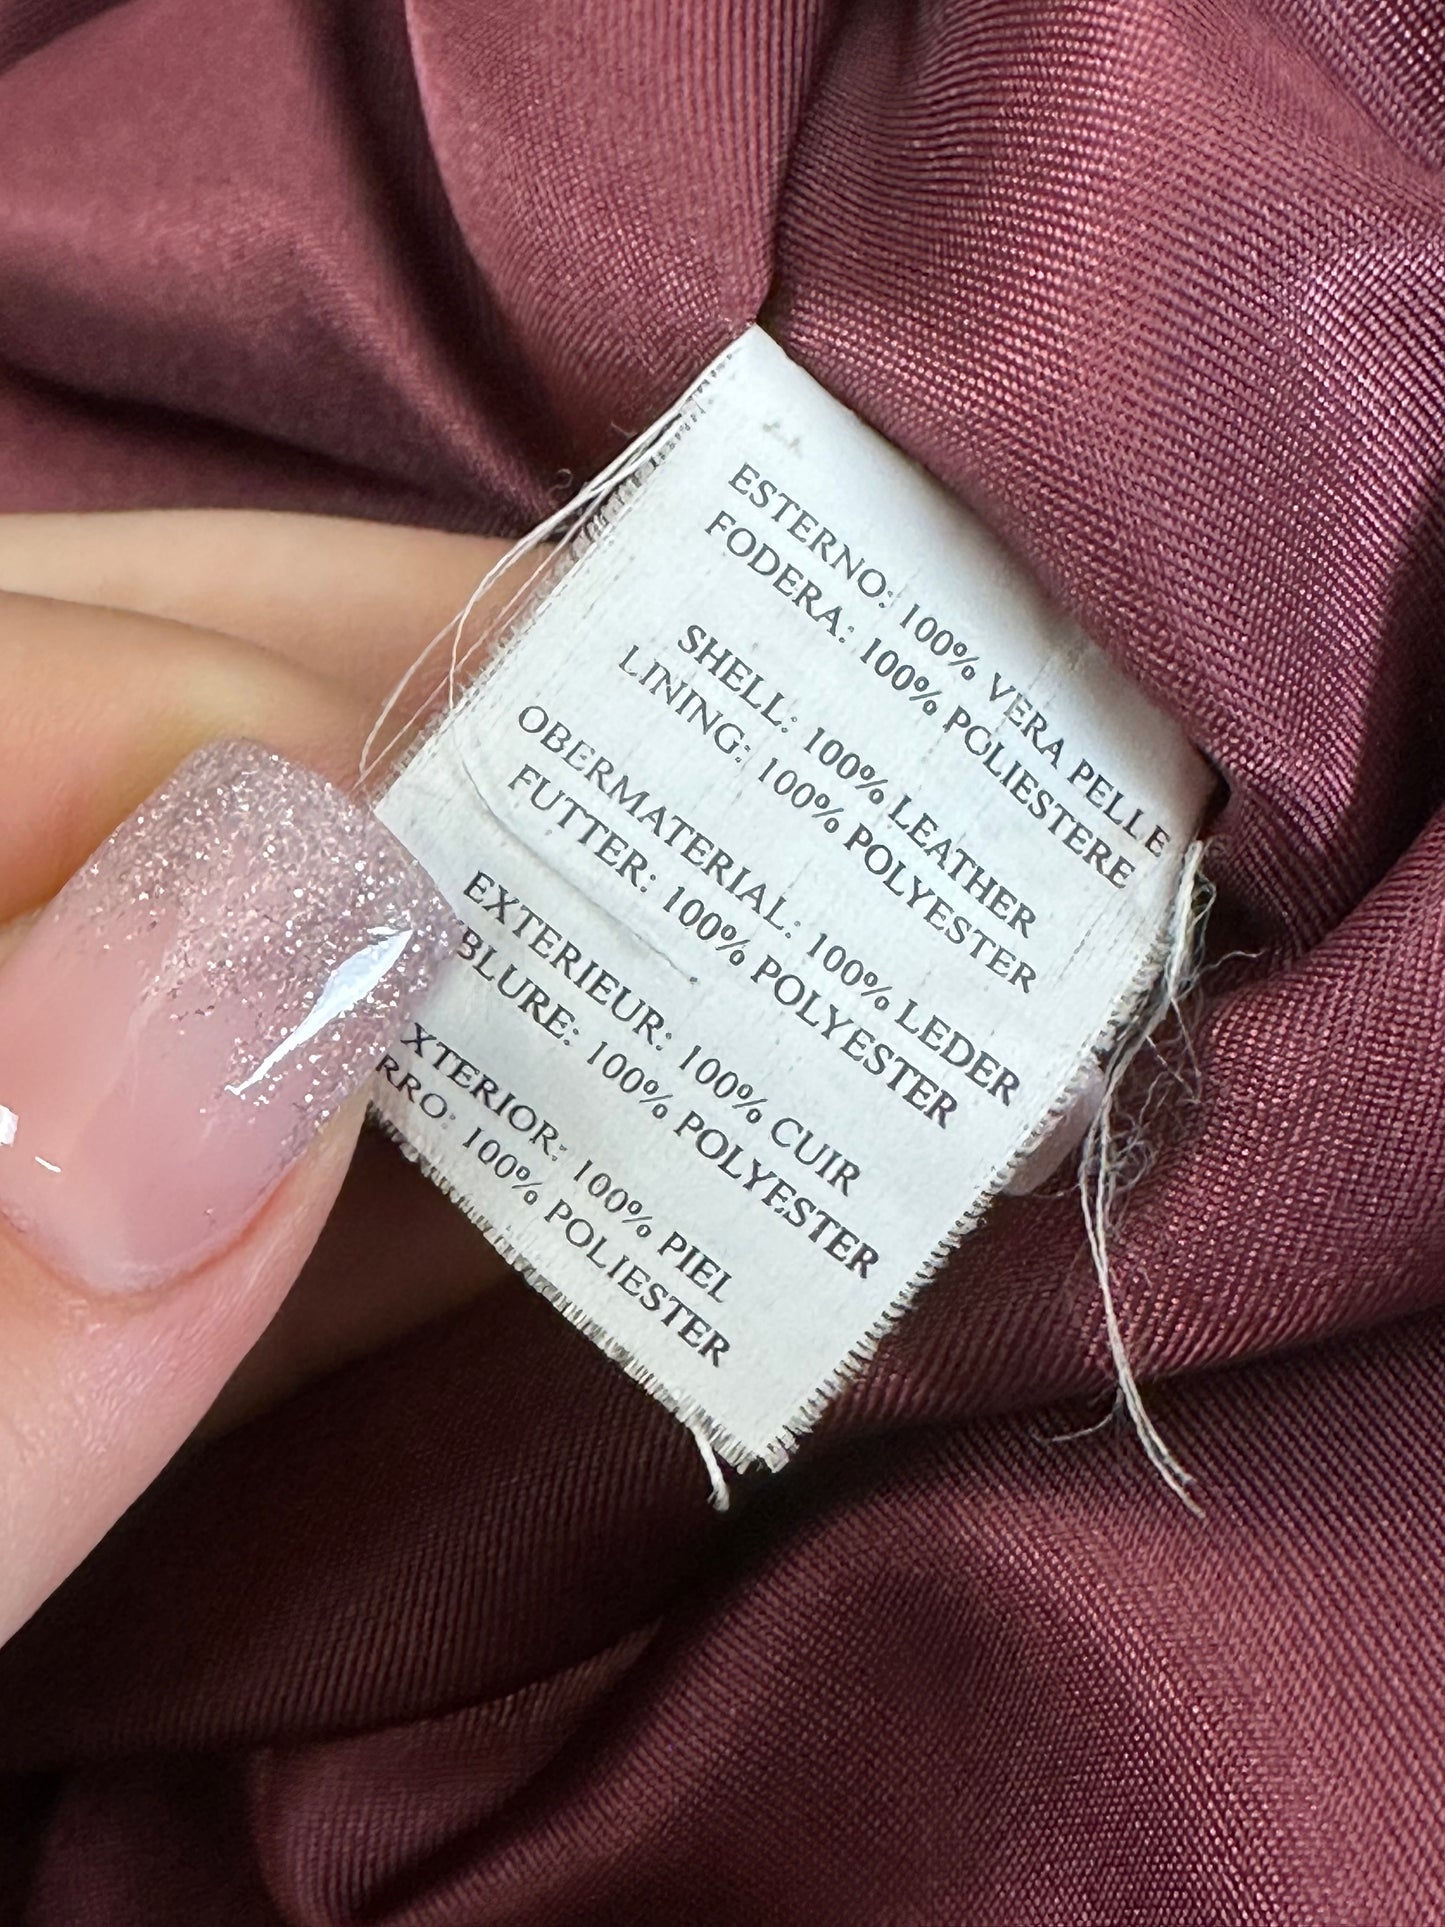 ESTERNO: 100% VERA PELLE
FODERA: 100% POLIESTERE
SHELL: 100% LEATHER
LINING: 100% POLYESTER
OBERMATERIAL: 100% LEDER
FUTTER: 100% POLYESTER
EXTERIEUR: 100% CUIR
BLURE: 100% POLYESTER
XTERIOR: 100% PIEL
RRO: 100% POLIESTER